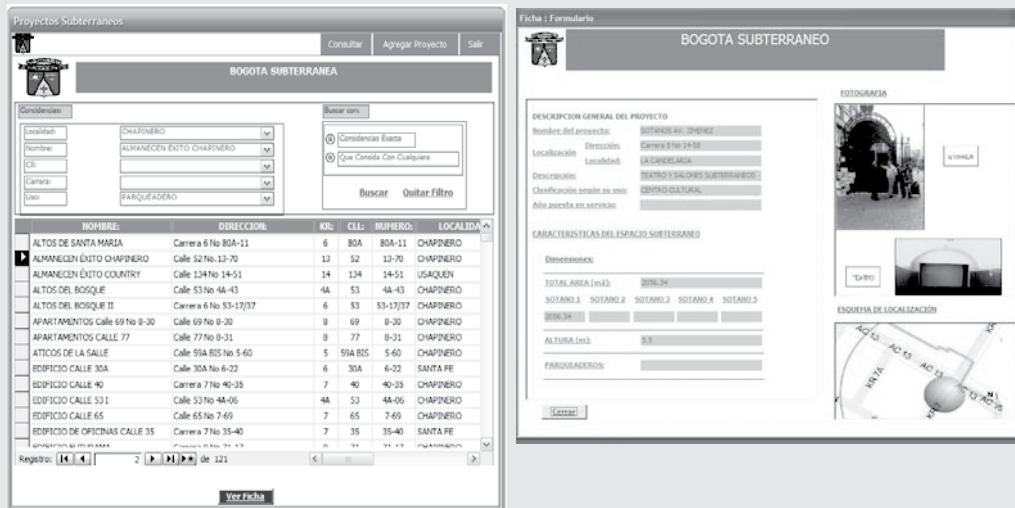 Proyectos Subterraneos
Consultar Agregar Proyecto Salir
BOGOTA SUBTERRANEA
Concidencias:
Localidad: CHAPINERO
Nombre: ALMANECEN ÉXITO CHAPINERO
Cll:
Carrera:
Uso: PARQUEADERO
Buscar con:
Considencias Exacta
Que Consida Con Cualquiera
Buscar Quitar Filtro
NOMBRE: DIRECCION: KR: CLL: NUMERO: LOCALIDA
ALTOS DE SANTA MARIA Carrera 6 No 80A-11 6 80A 80A-11 CHAPINERO
ALMANECEN ÉXITO CHAPINERO Calle 52 No. 13-70 13 52 13-70 CHAPINERO
ALMANECEN ÉXITO COUNTRY Calle 134 No 14-51 14 134 14-51 USAQUEN
ALTOS DEL BOSQUE Calle 53 No 4A-43 4A 53 4A-43 CHAPINERO
ALTOS DEL BOSQUE II Carrera 6 No 53-17/37 6 53 53-17/37 CHAPINERO
APARTAMENTOS Calle 69 No 8-30 Calle 69 No 8-30 8 69 8-30 CHAPINERO
APARTAMENTOS CALLE 77 Calle 77 No 8-31 8 77 8-31 CHAPINERO
ATICOS DE LA SALLE Calle 59A BIS No 5-60 5 59A BIS 5-60 CHAPINERO
EDIFICIO CALLE 30A Calle 30A No 6-22 6 30A 6-22 SANTA FE
EDIFICIO CALLE 40 Carrera 7 No 40-35 7 40 40-35 CHAPINERO
EDIFICIO CALLE 53 I Calle 53 No 4A-06 4A 53 4A-06 CHAPINERO
EDIFICIO CALLE 65 Calle 65 No 7-69 7 65 7-69 CHAPINERO
EDIFICIO DE OFICINAS CALLE 35 Carrera 7 No 35-40 7 35 35-40 SANTA FE
Registro: 2 de 121
Ver Ficha
Ficha : Formulario
BOGOTA SUBTERRANEO
DESCRIPCION GENERAL DEL PROYECTO
Nombre del proyecto: SOTANOS AV. JIMENEZ
Localización Dirección: Carrera 8 No 14-58
Localidad: LA CANDELARIA
Descripción: TEATRO Y SALONES SUBTERRANEOS
Clasificación según su uso: CENTRO CULTURAL
Año puesta en servicio:
CARACTERISTICAS DEL ESPACIO SUBTERRANEO
Dimensiones:
TOTAL AREA (m2): 2056.34
SOTANO 1 SOTANO 2 SOTANO 3 SOTANO 4 SOTANO 5
2056.34
ALTURA (m):
PARQUEADEROS:
Cerrar
FOTOGRAFIA
TEATRO
ESQUEMA DE LOCALIZACIÓN
AC 13 AC 13 AC 13
KR 7A
N